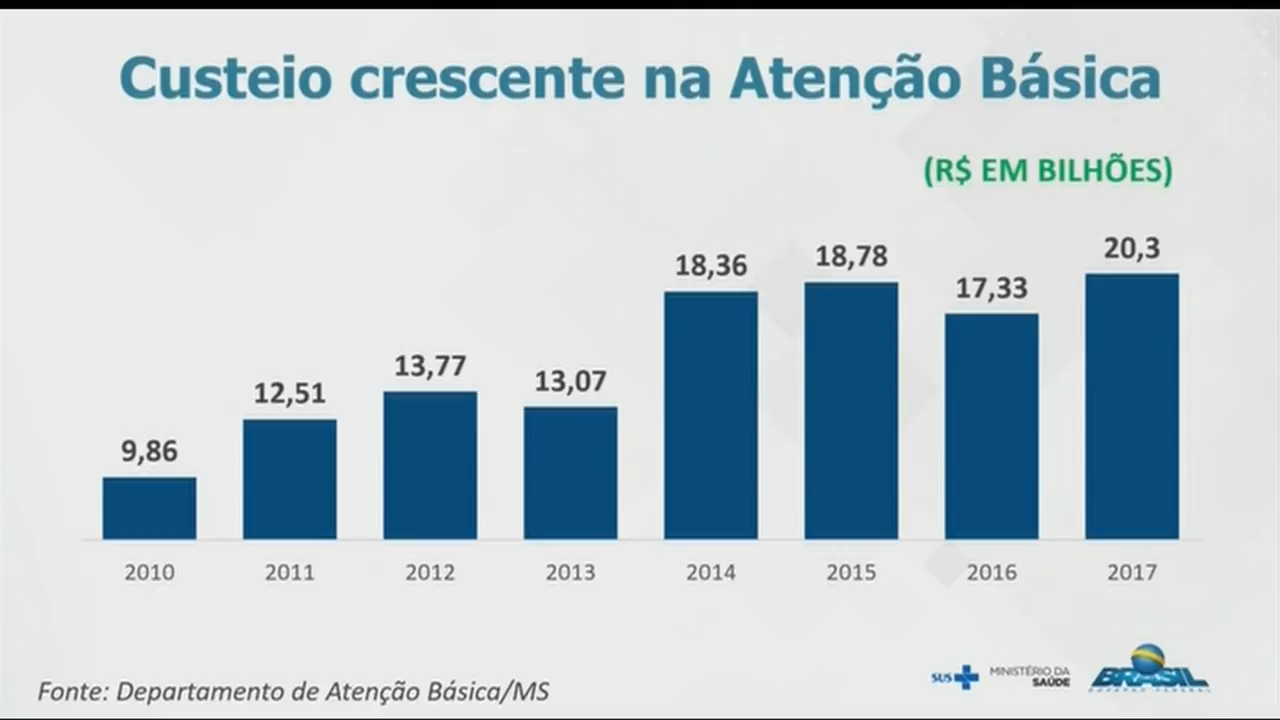 Custeio crescente na Atenção Básica
(R$ EM BILHÕES)
9,86
12,51
13,77
13,07
18,36
18,78
17,33
20,3
2010 2011 2012 2013 2014 2015 2016 2017
Fonte: Departamento de Atenção Básica/MS
SUS
MINISTÉRIO DA
SAÚDE
BRASIL
GOVERNO FEDERAL